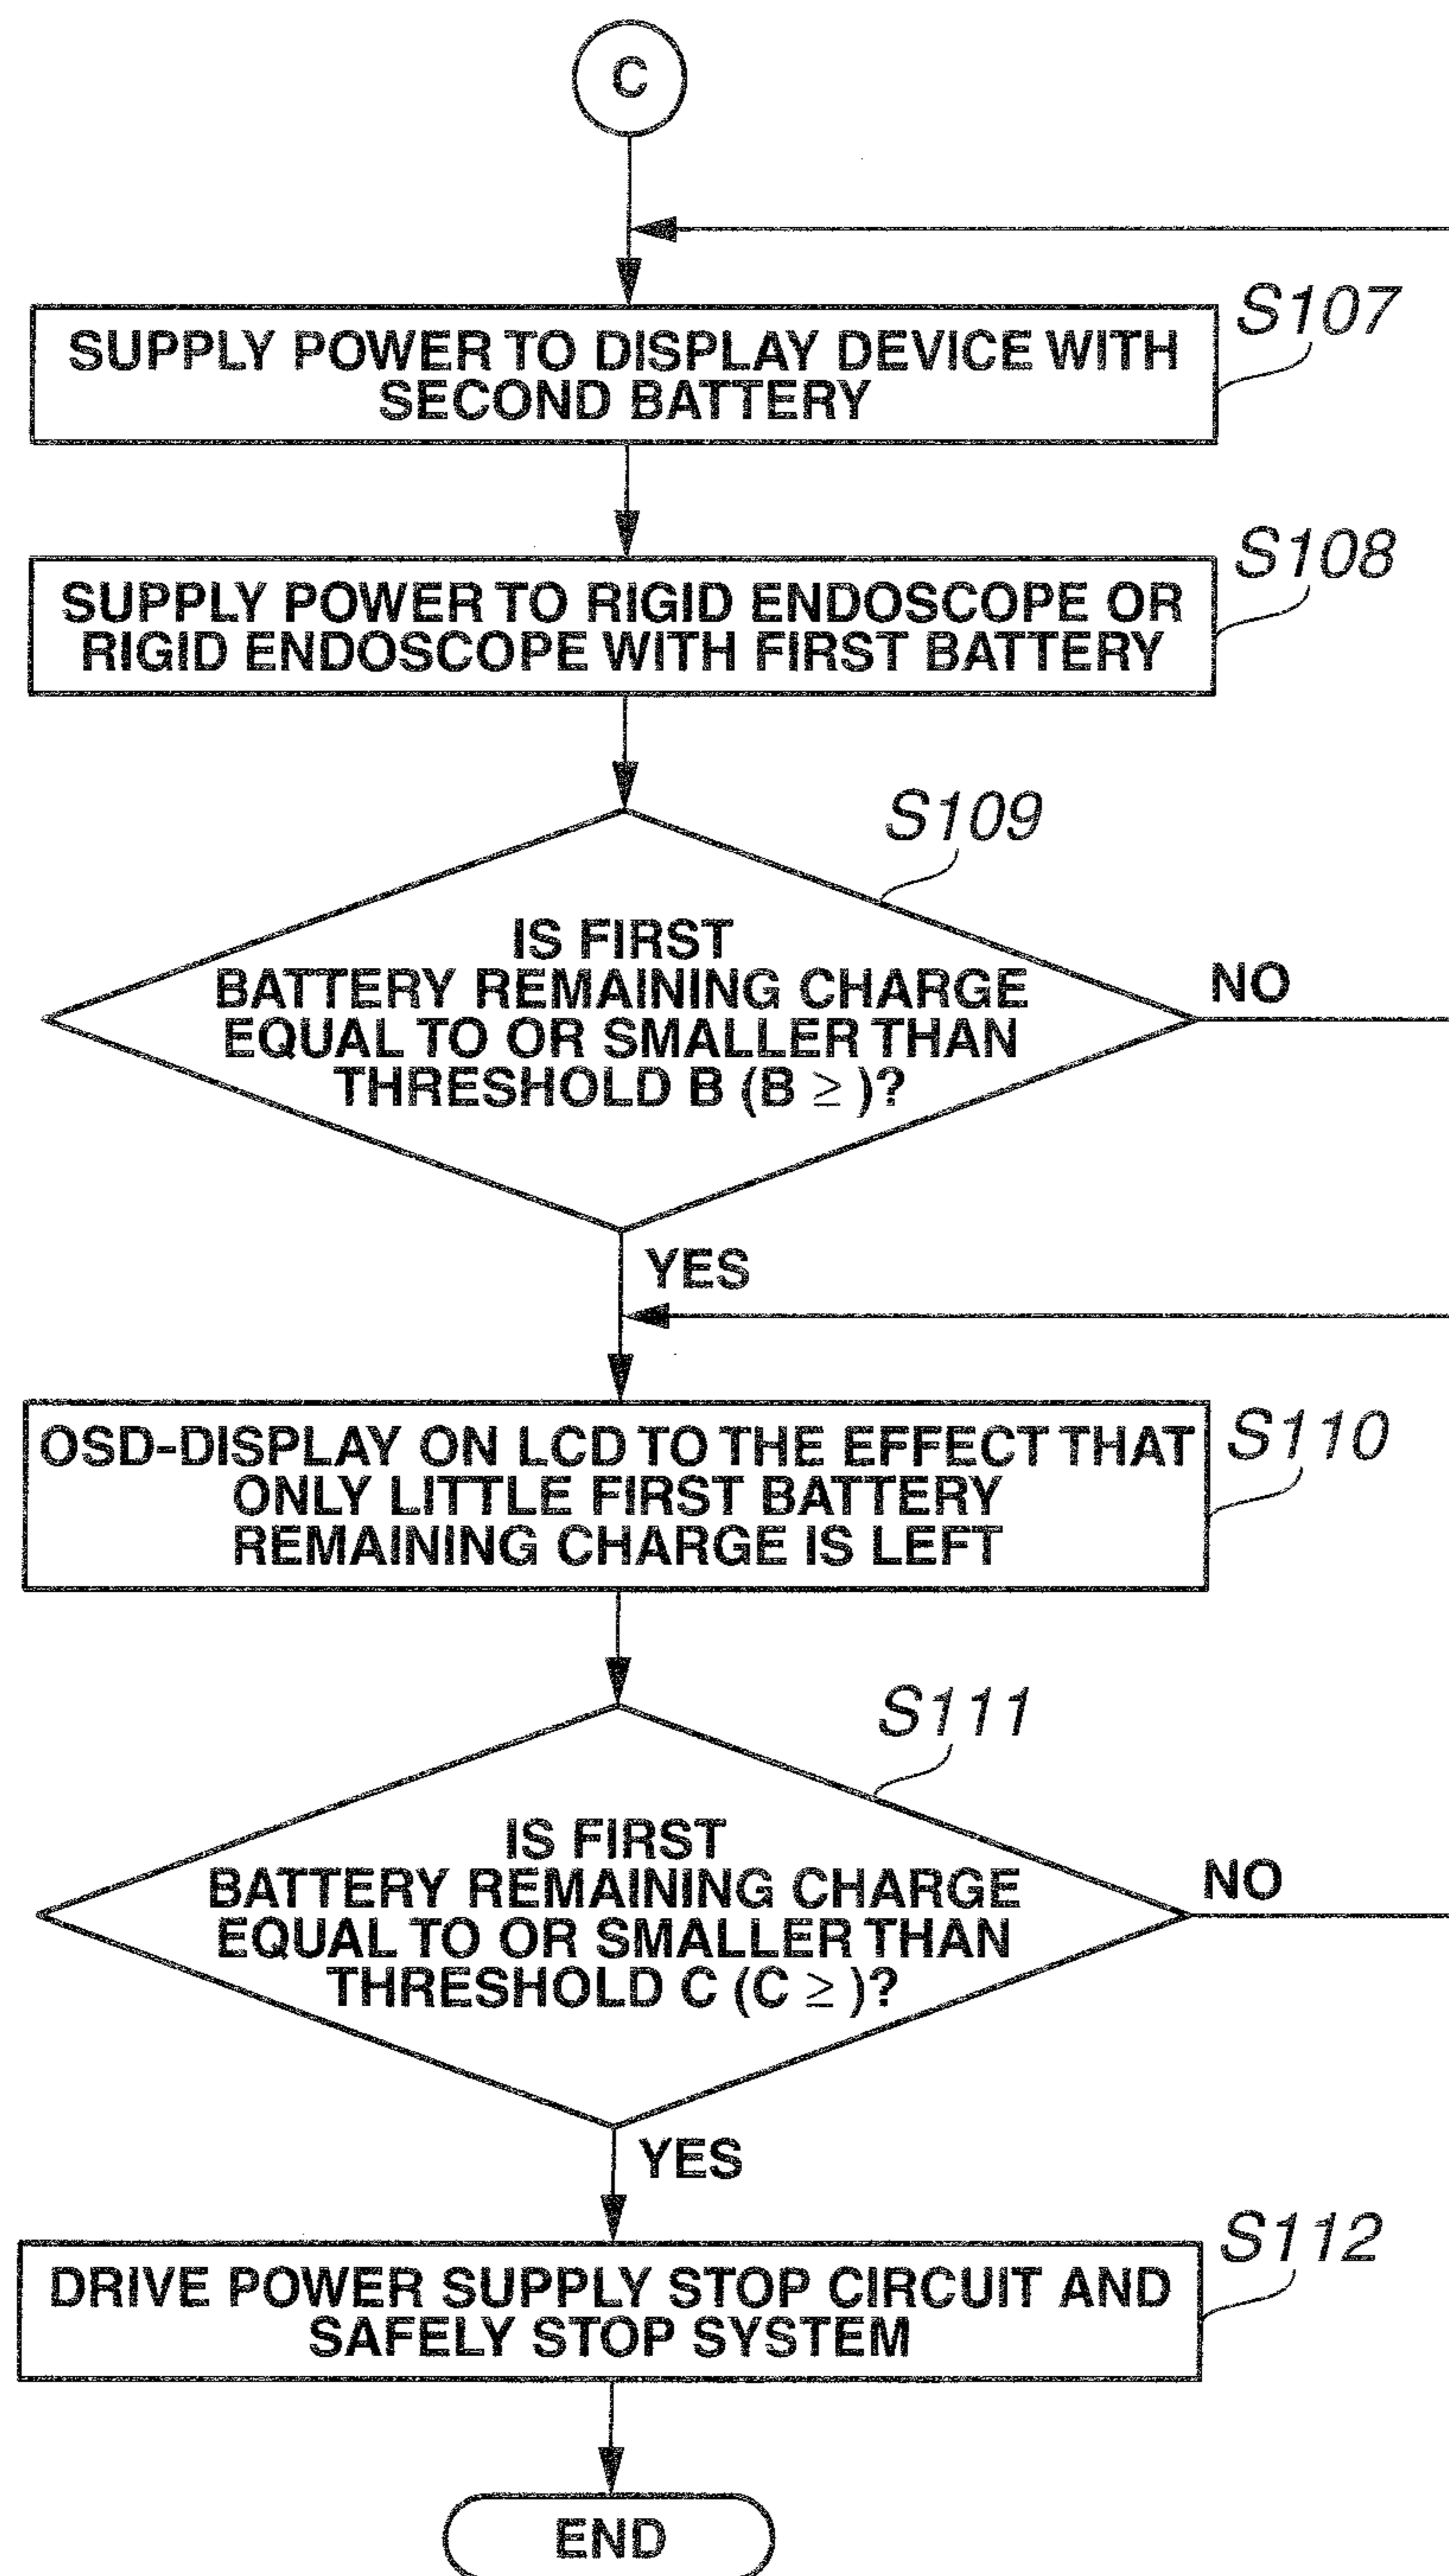 C
SUPPLY POWER TO DISPLAY DEVICE WITH
SECOND BATTERY
S107
SUPPLY POWER TO RIGID ENDOSCOPE OR
RIGID ENDOSCOPE WITH FIRST BATTERY
S108
S109
IS FIRST
BATTERY REMAINING CHARGE
EQUAL TO OR SMALLER THAN
THRESHOLD B (B ≥ )?
NO
YES
OSD-DISPLAY ON LCD TO THE EFFECT THAT
ONLY LITTLE FIRST BATTERY
REMAINING CHARGE IS LEFT
S110
S111
IS FIRST
BATTERY REMAINING CHARGE
EQUAL TO OR SMALLER THAN
THRESHOLD C (C ≥ )?
NO
YES
DRIVE POWER SUPPLY STOP CIRCUIT AND
SAFELY STOP SYSTEM
S112
END